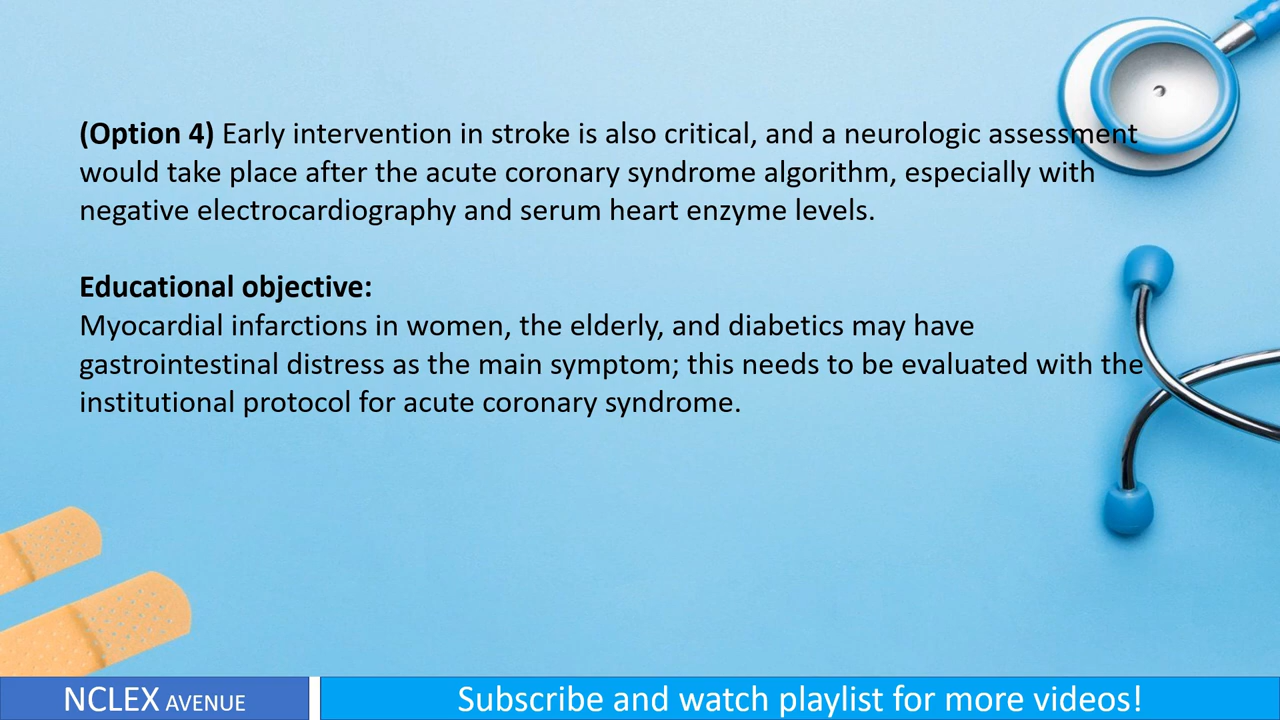 (Option 4) Early intervention in stroke is also critical, and a neurologic assessment
would take place after the acute coronary syndrome algorithm, especially with
negative electrocardiography and serum heart enzyme levels.
Educational objective:
Myocardial infarctions in women, the elderly, and diabetics may have
gastrointestinal distress as the main symptom; this needs to be evaluated with the
institutional protocol for acute coronary syndrome.
NCLEX AVENUE
Subscribe and watch playlist for more videos!